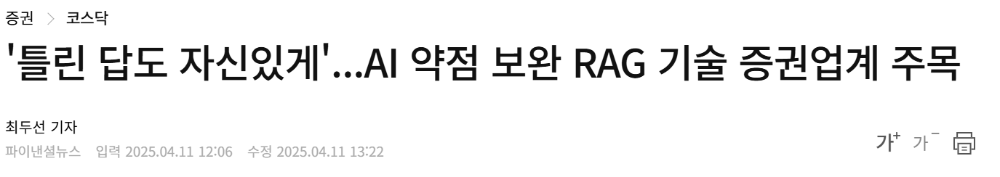 증권 > 코스닥
'틀린 답도 자신있게'...AI 약점 보완 RAG 기술 증권업계 주목
최두선 기자
파이낸셜뉴스 입력 2025.04.11 12:06 수정 2025.04.11 13:22
가+ 가-